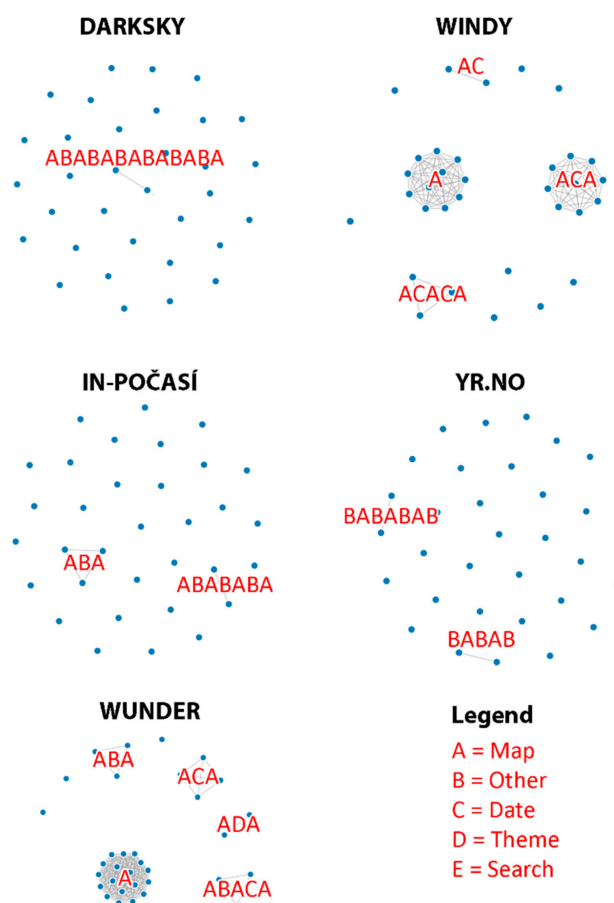 DARKSKY
ABABABABABABA
WINDY
AC
A
ACA
ACACA
IN-POČASÍ
ABA
ABABABA
YR.NO
BABABAB
BABAB
WUNDER
ABA
ACA
ADA
A
ABACA
Legend
A = Map
B = Other
C = Date
D = Theme
E = Search